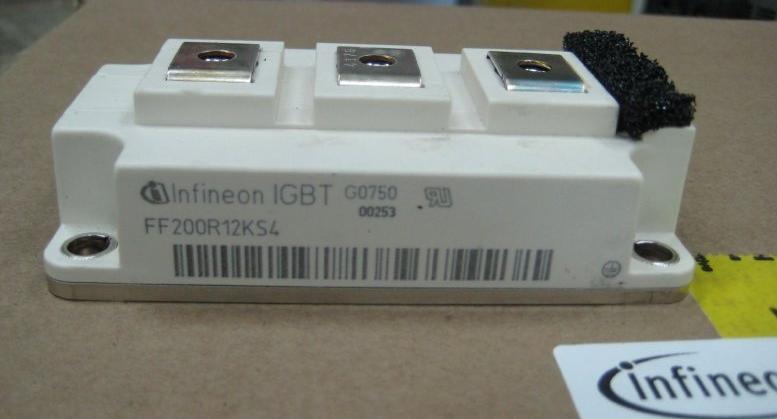 Infineon IGBT G0750
00253
FF200R12KS4
infineo